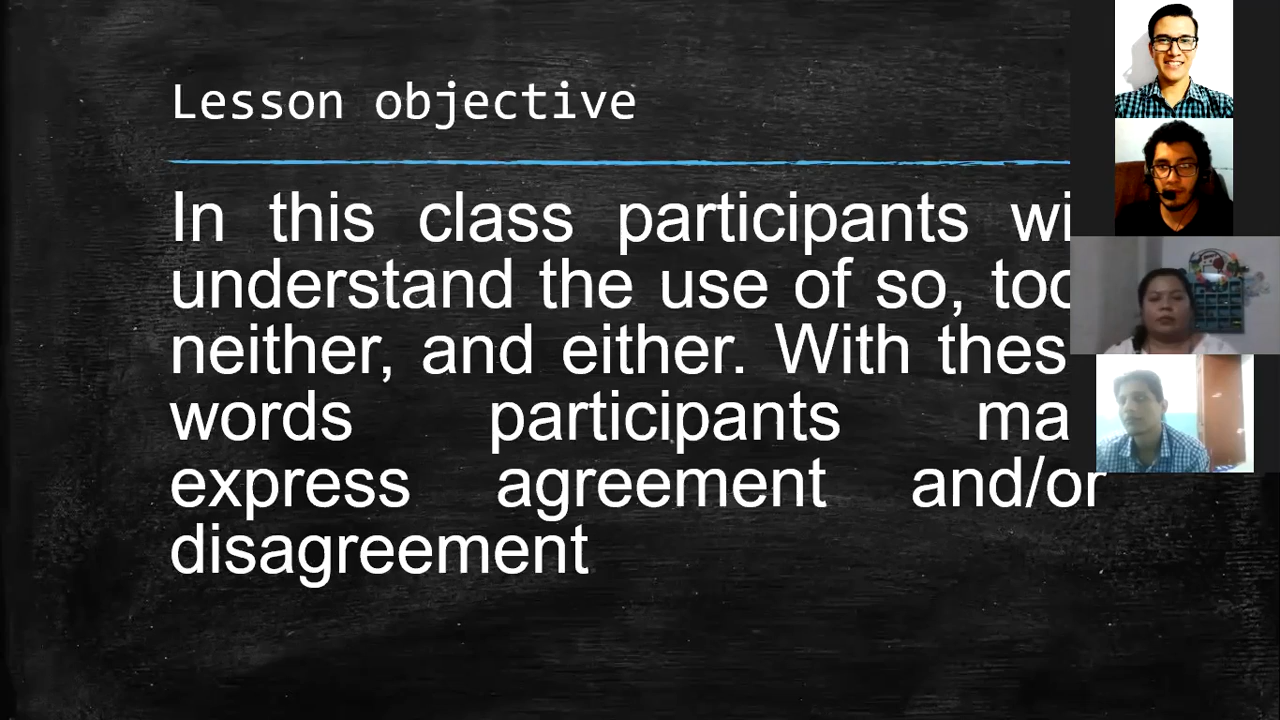 Lesson objective
In this class participants
understand the use of so,
neither, and either. With
words participants
express agreement and/or
disagreement